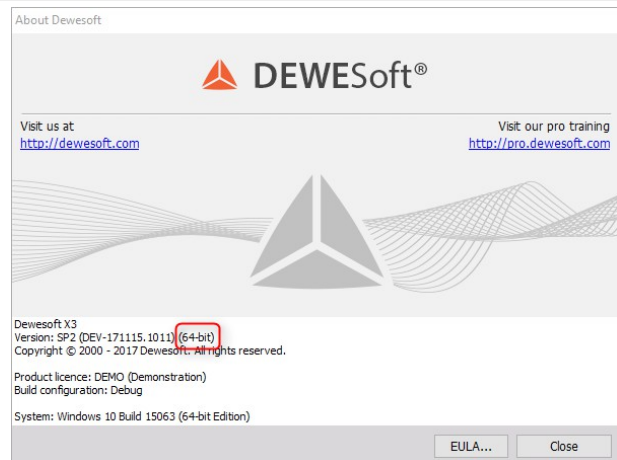 About Dewesoft
DEWESoft®
Visit us at
http://dewesoft.com
Visit our pro training
http://pro.dewesoft.com
Dewesoft X3
Version: SP2 (DEV-171115.1011) (64-bit)
Copyright © 2000 - 2017 Dewesoft. All rights reserved.
Product licence: DEMO (Demonstration)
Build configuration: Debug
System: Windows 10 Build 15063 (64-bit Edition)
EULA...
Close